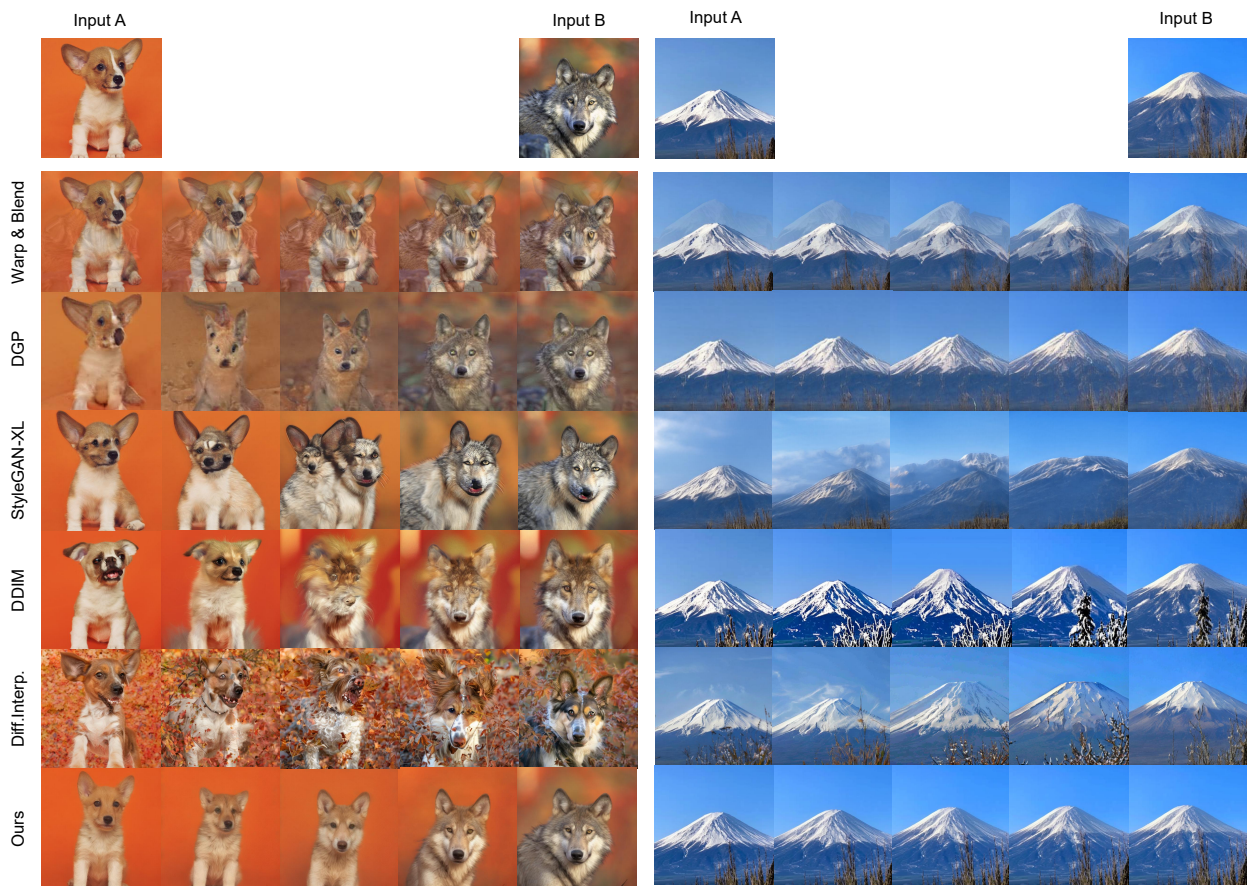 Input A
Input B
Input A
Input B
Warp & Blend
DGP
StyleGAN-XL
DDIM
Diff.Interp.
Ours